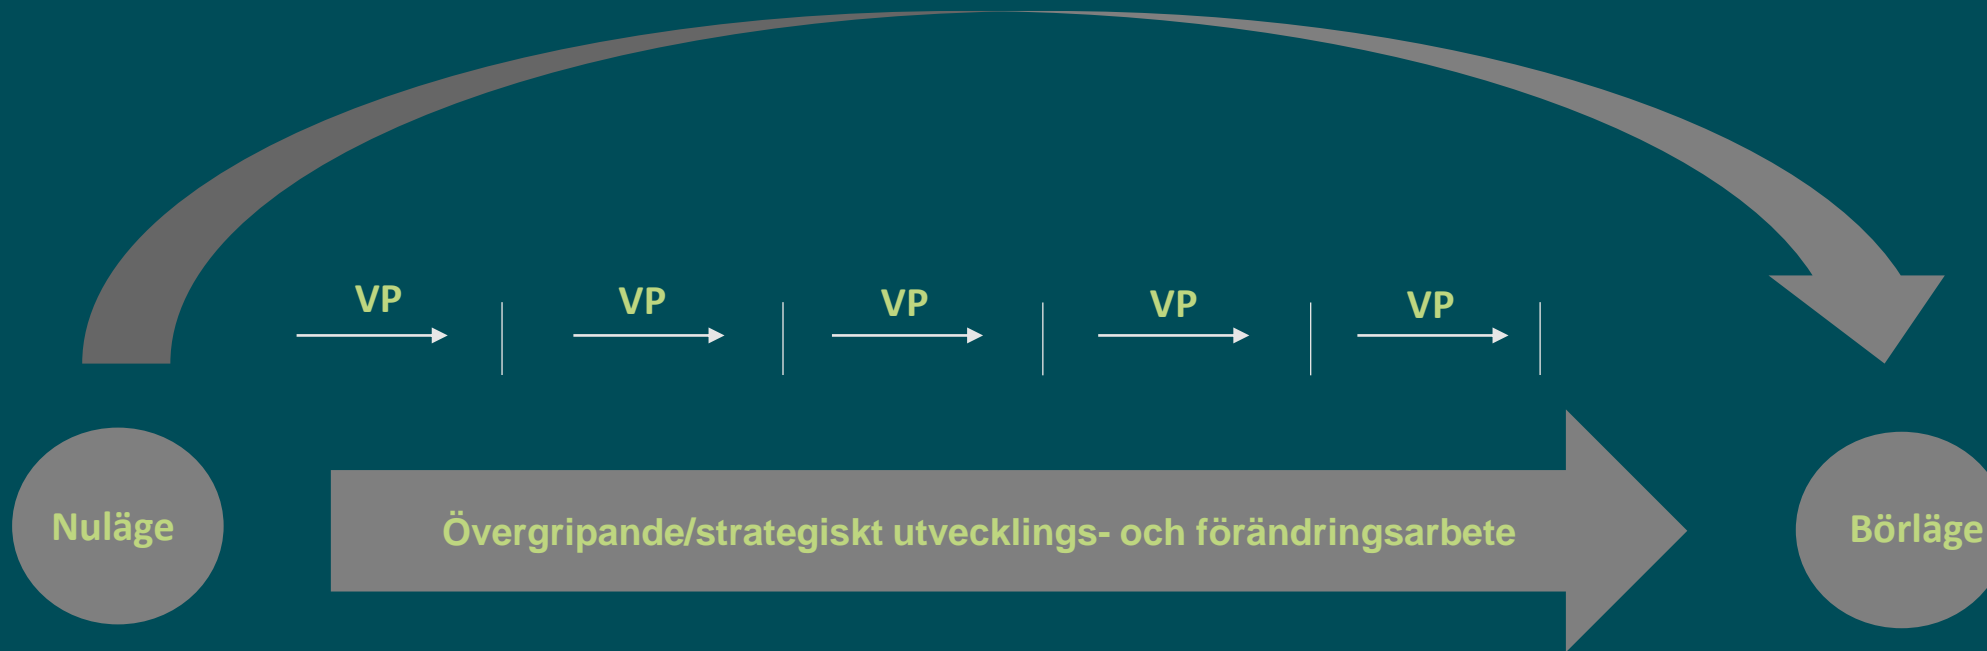 VP
VP
VP
VP
VP
Nuläge
Övergripande/strategiskt utvecklings- och förändringsarbete
Börläge